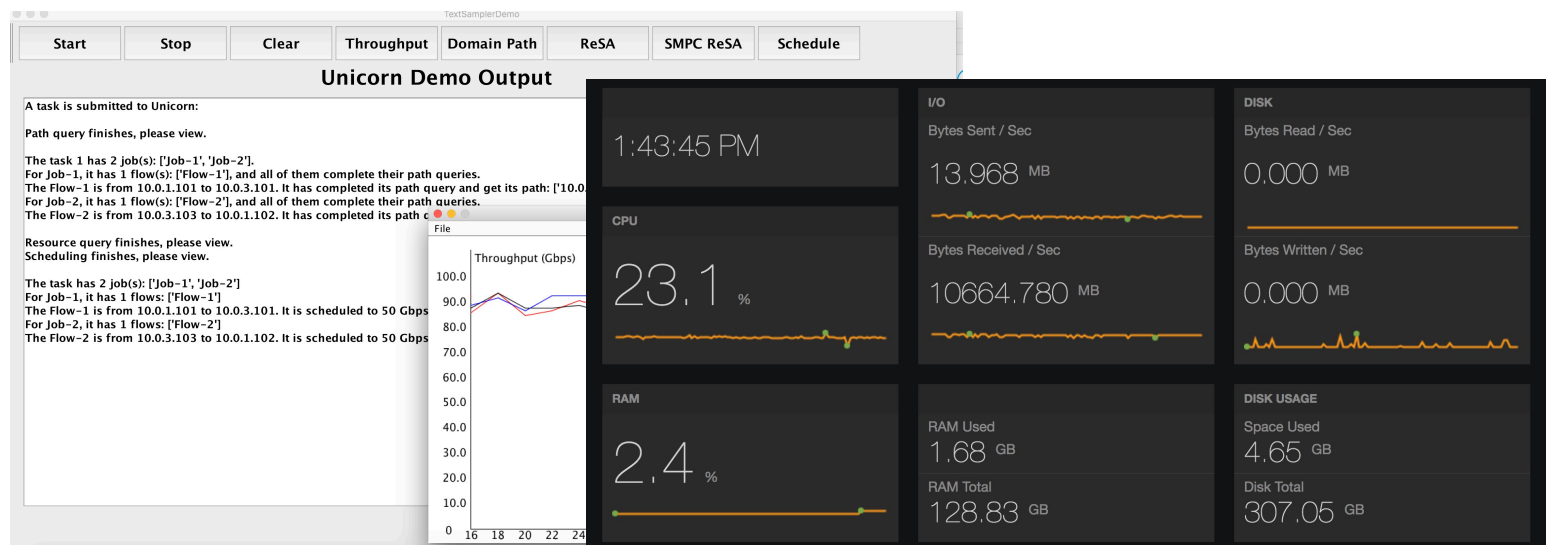 TextSamplerDemo
Start Stop Clear Throughput Domain Path ReSA SMPC ReSA Schedule
Unicorn Demo Output
A task is submitted to Unicorn:
Path query finishes, please view.
The task 1 has 2 job(s): ['Job-1', 'Job-2'].
For Job-1, it has 1 flow(s): ['Flow-1'], and all of them complete their path queries.
The Flow-1 is from 10.0.1.101 to 10.0.3.101. It has completed its path query and get its path: ['10.0.
For Job-2, it has 1 flow(s): ['Flow-2'], and all of them complete their path queries.
The Flow-2 is from 10.0.3.103 to 10.0.1.102. It has completed its path
Resource query finishes, please view.
Scheduling finishes, please view.
The task has 2 job(s): ['Job-1', 'Job-2']
For Job-1, it has 1 flows: ['Flow-1']
The Flow-1 is from 10.0.1.101 to 10.0.3.101. It is scheduled to 50 Gbps
For Job-2, it has 1 flows: ['Flow-2']
The Flow-2 is from 10.0.3.103 to 10.0.1.102. It is scheduled to 50 Gbps
File
Throughput (Gbps)
100.0
90.0
80.0
70.0
60.0
50.0
40.0
30.0
20.0
10.0
0
16 18 20 22 24
1:43:45 PM
CPU
23.1 %
RAM
2.4 %
I/O
Bytes Sent / Sec
13.968 MB
Bytes Received / Sec
10664.780 MB
RAM Used
1.68 GB
RAM Total
128.83 GB
DISK
Bytes Read / Sec
0.000 MB
Bytes Written / Sec
0.000 MB
DISK USAGE
Space Used
4.65 GB
Disk Total
307.05 GB